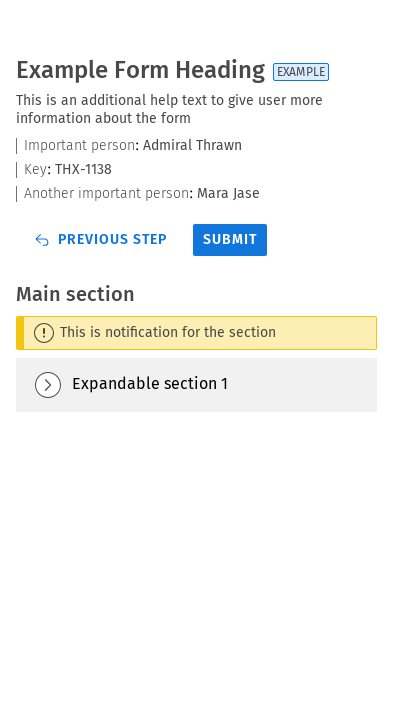 Example Form Heading EXAMPLE
This is an additional help text to give user more
information about the form
Important person: Admiral Thrawn
Key: THX-1138
Another important person: Mara Jase
PREVIOUS STEP SUBMIT
Main section
This is notification for the section
Expandable section 1